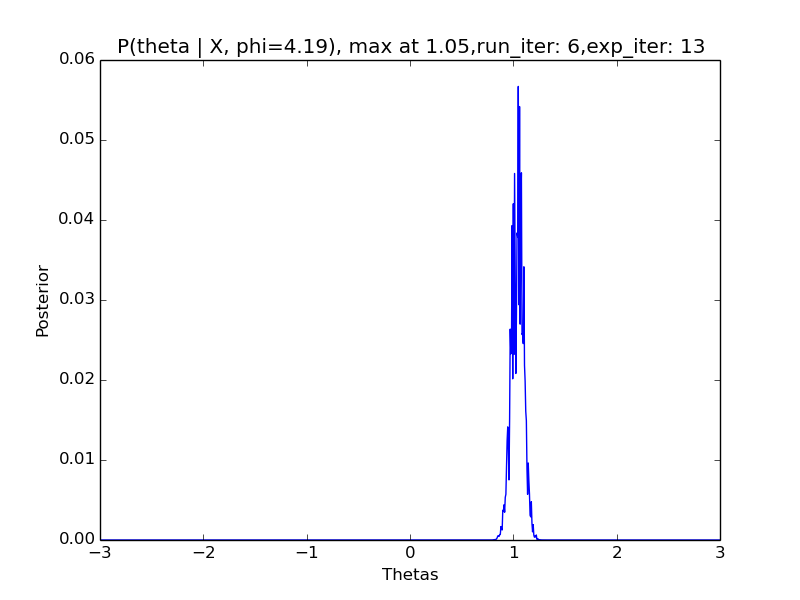 P(theta | X, phi=4.19), max at 1.05,run_iter: 6,exp_iter: 13
0.06
0.05
0.04
0.03
0.02
0.01
0.00
Posterior
−3 −2 −1 0 1 2 3
Thetas